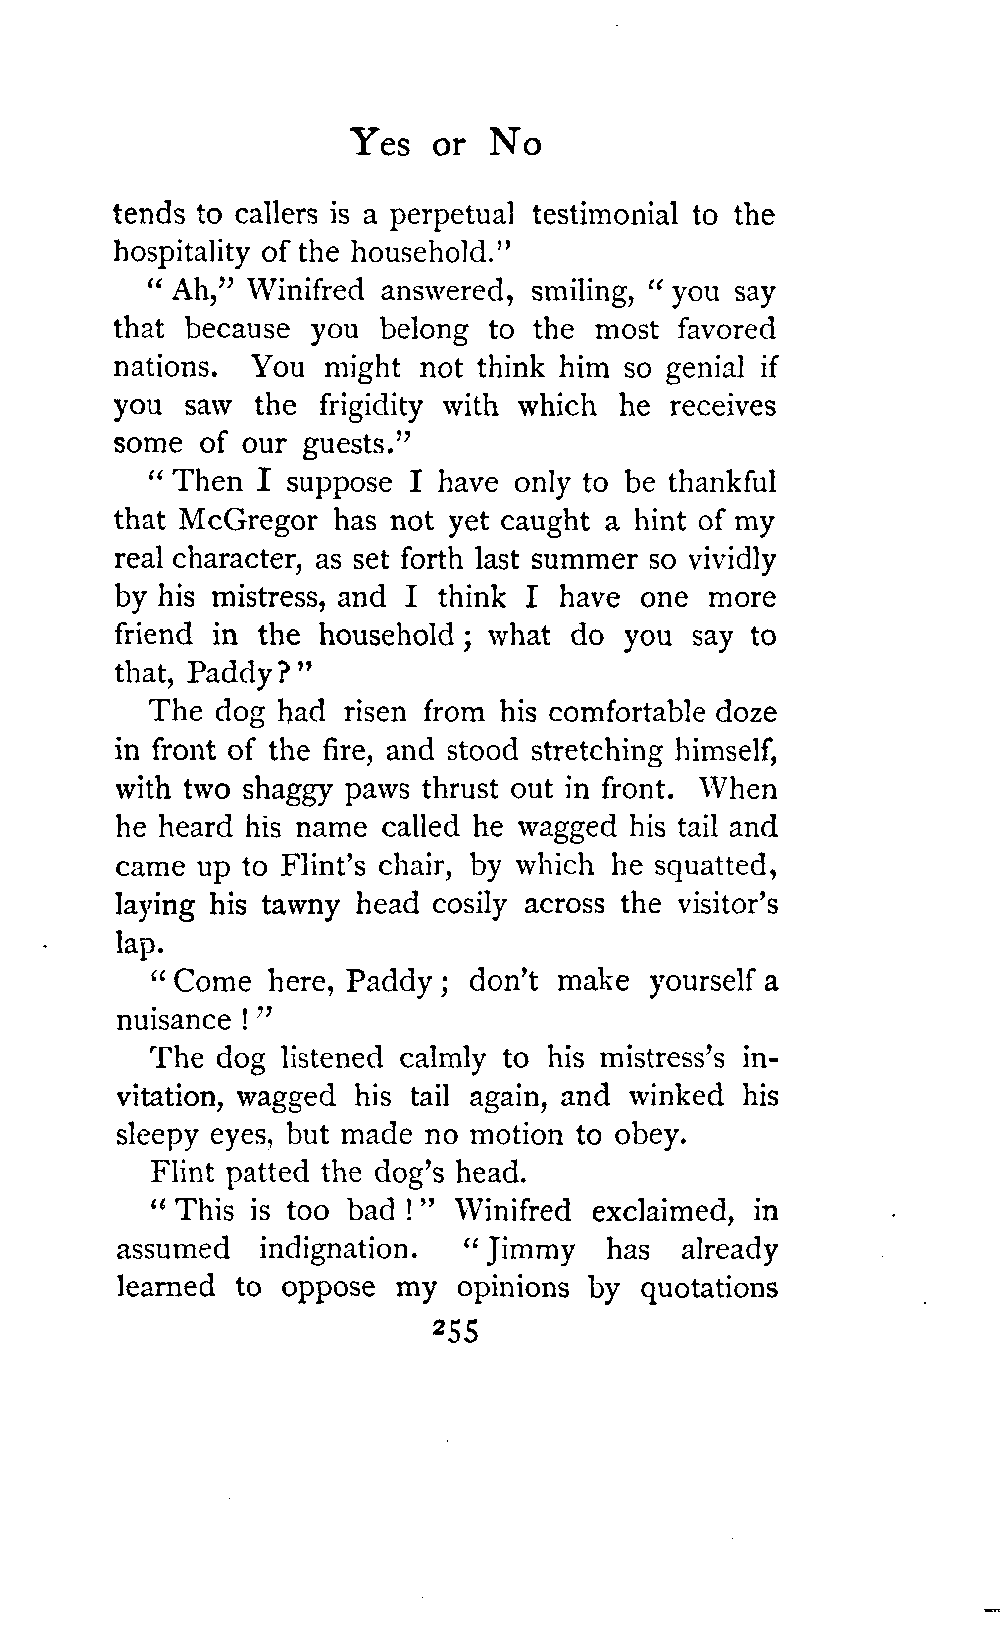 Yes or No
tends to callers is a perpetual testimonial to the
hospitality of the household."
" Ah," Winifred answered, smiling, " you say
that because you belong to the most favored
nations. You might not think him so genial if
you saw the frigidity with which he receives
some of our guests."
" Then I suppose I have only to be thankful
that McGregor has not yet caught a hint of my
real character, as set forth last summer so vividly
by his mistress, and I think I have one more
friend in the household ; what do you say to
that, Paddy ? "
The dog had risen from his comfortable doze
in front of the fire, and stood stretching himself,
with two shaggy paws thrust out in front. When
he heard his name called he wagged his tail and
came up to Flint's chair, by which he squatted,
laying his tawny head cosily across the visitor's
lap.
" Come here, Paddy ; don't make yourself a
nuisance ! "
The dog listened calmly to his mistress's in-
vitation, wagged his tail again, and winked his
sleepy eyes, but made no motion to obey.
Flint patted the dog's head.
" This is too bad ! " Winifred exclaimed, in
assumed indignation. " Jimmy has already
learned to oppose my opinions by quotations
255